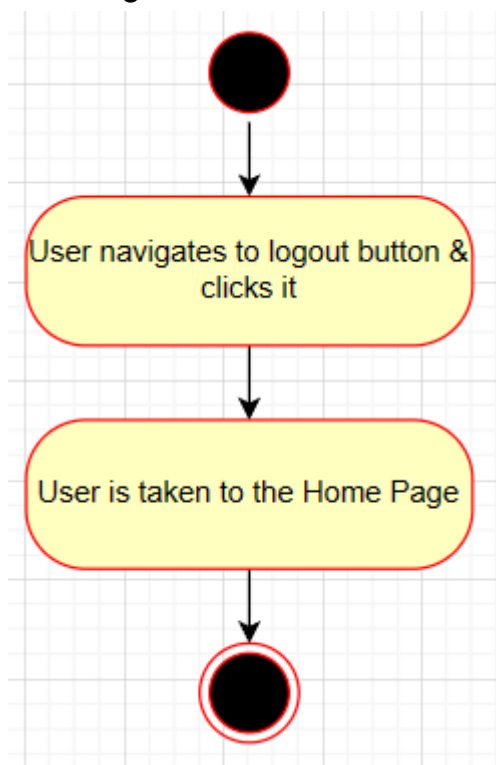 User navigates to logout button &
clicks it
User is taken to the Home Page